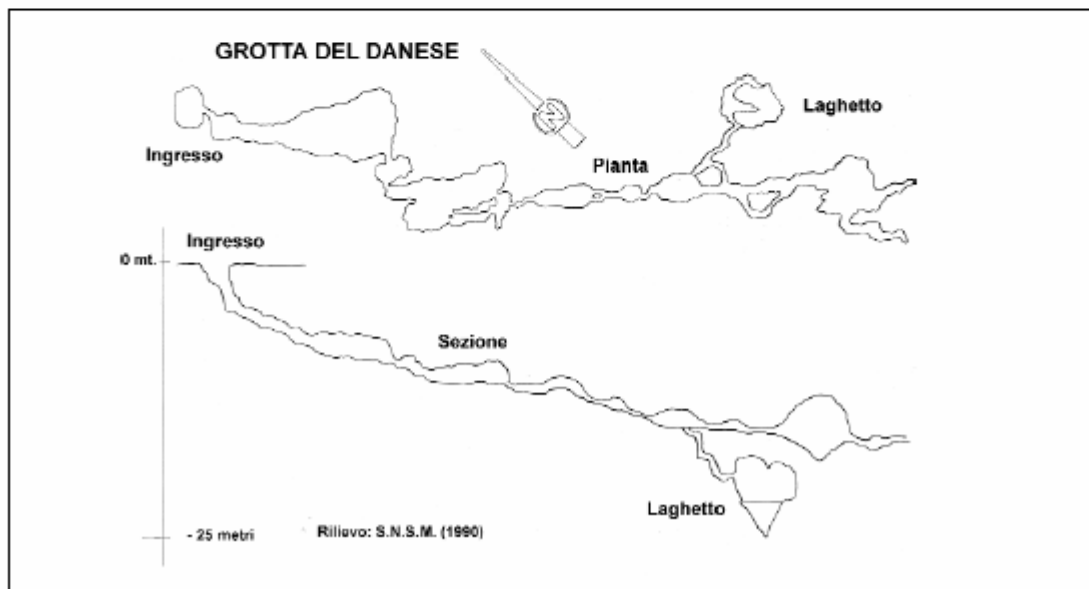 GROTTA DEL DANESE
Laghetto
Ingresso
Pianta
Ingresso
0 mt.
Sezione
Laghetto
- 25 metri
Rilievo: S.N.S.M. (1990)